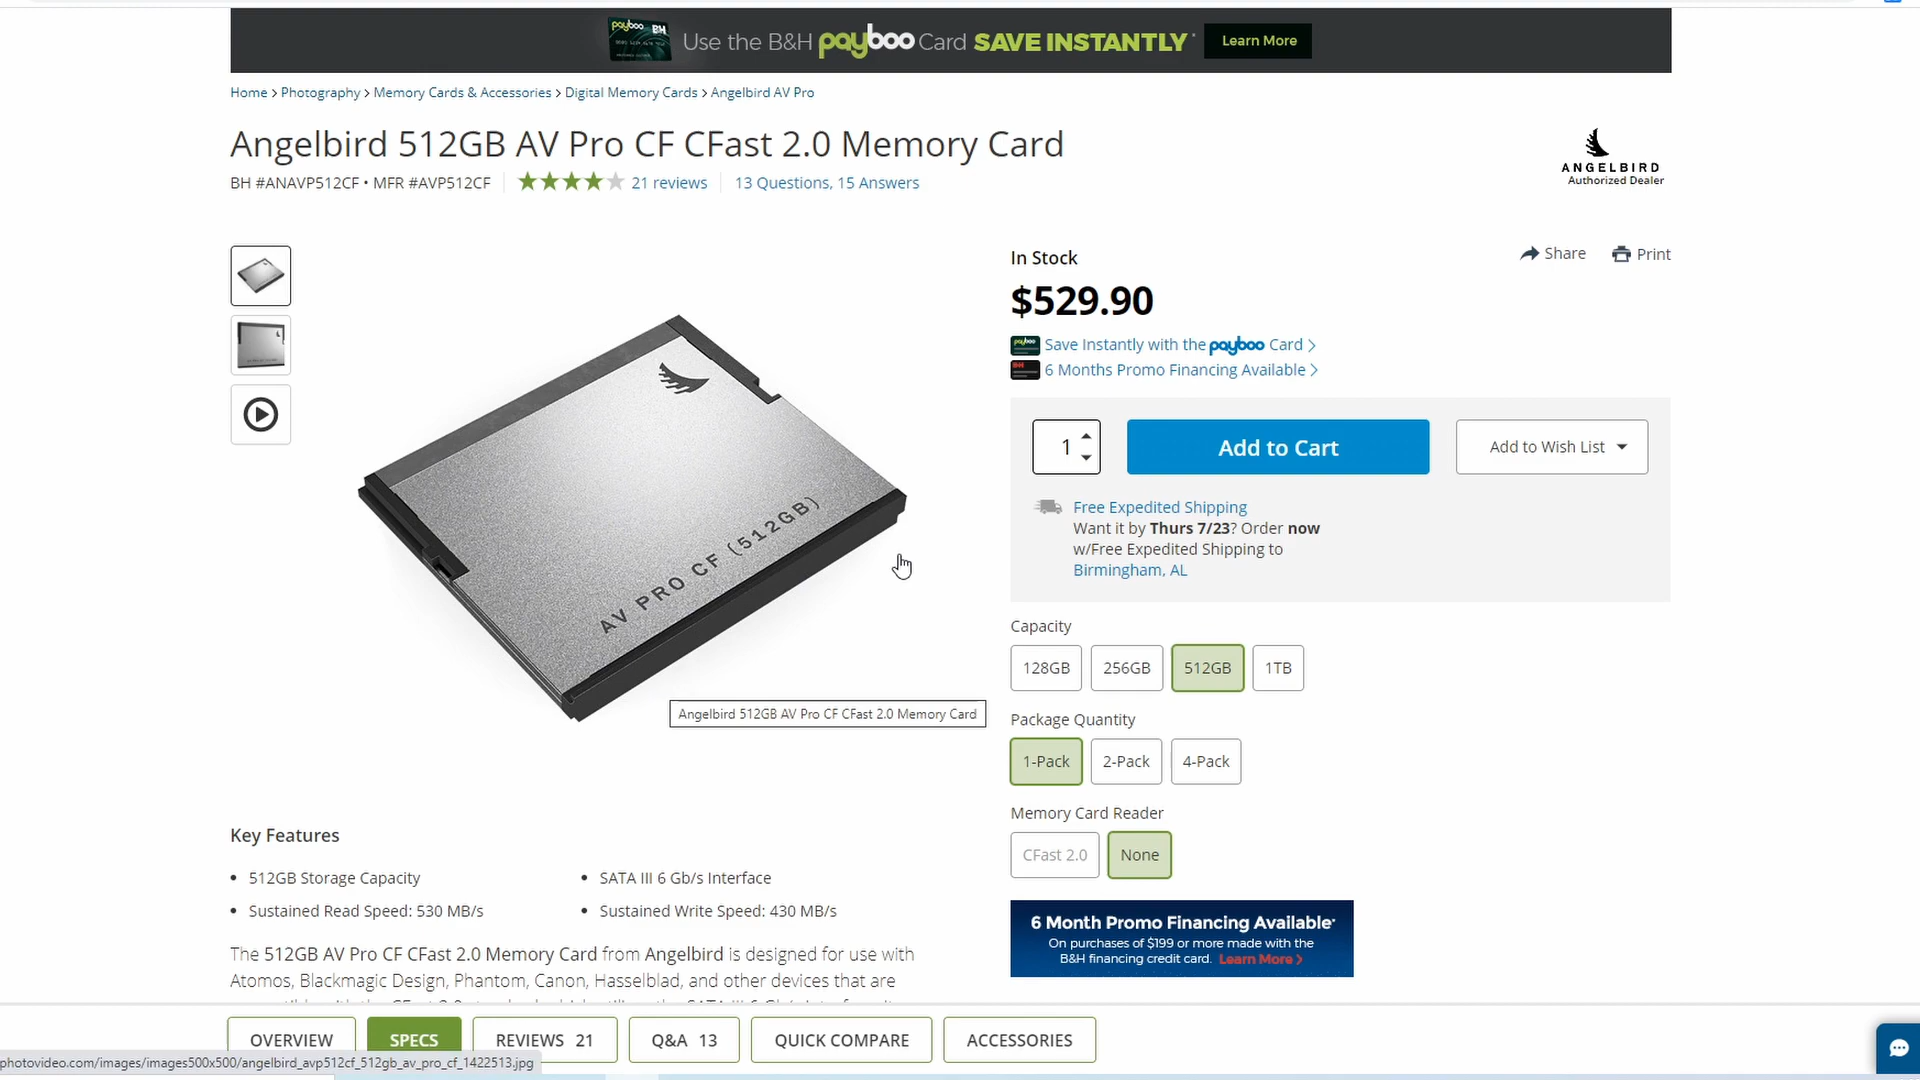 payboo BH
Use the B&H payboo Card SAVE INSTANTLY* Learn More
Home > Photography > Memory Cards & Accessories > Digital Memory Cards > Angelbird AV Pro
Angelbird 512GB AV Pro CF CFast 2.0 Memory Card
BH #ANAVP512CF • MFR #AVP512CF 21 reviews 13 Questions, 15 Answers
ANGELBIRD
Authorized Dealer
AV PRO CF (512GB)
Angelbird 512GB AV Pro CF CFast 2.0 Memory Card
In Stock
Share Print
$529.90
Save Instantly with the payboo Card >
6 Months Promo Financing Available >
1 Add to Cart Add to Wish List
Free Expedited Shipping
Want it by Thurs 7/23? Order now
w/Free Expedited Shipping to
Birmingham, AL
Capacity
128GB 256GB 512GB 1TB
Package Quantity
1-Pack 2-Pack 4-Pack
Memory Card Reader
CFast 2.0 None
6 Month Promo Financing Available*
On purchases of $199 or more made with the
B&H financing credit card. Learn More >
Key Features
• 512GB Storage Capacity
• SATA III 6 Gb/s Interface
• Sustained Read Speed: 530 MB/s
• Sustained Write Speed: 430 MB/s
The 512GB AV Pro CF CFast 2.0 Memory Card from Angelbird is designed for use with
Atomos, Blackmagic Design, Phantom, Canon, Hasselblad, and other devices that are
OVERVIEW SPECS REVIEWS 21 Q&A 13 QUICK COMPARE ACCESSORIES
photovideo.com/images/images500x500/angelbird_avp512cf_512gb_av_pro_cf_1422513.jpg